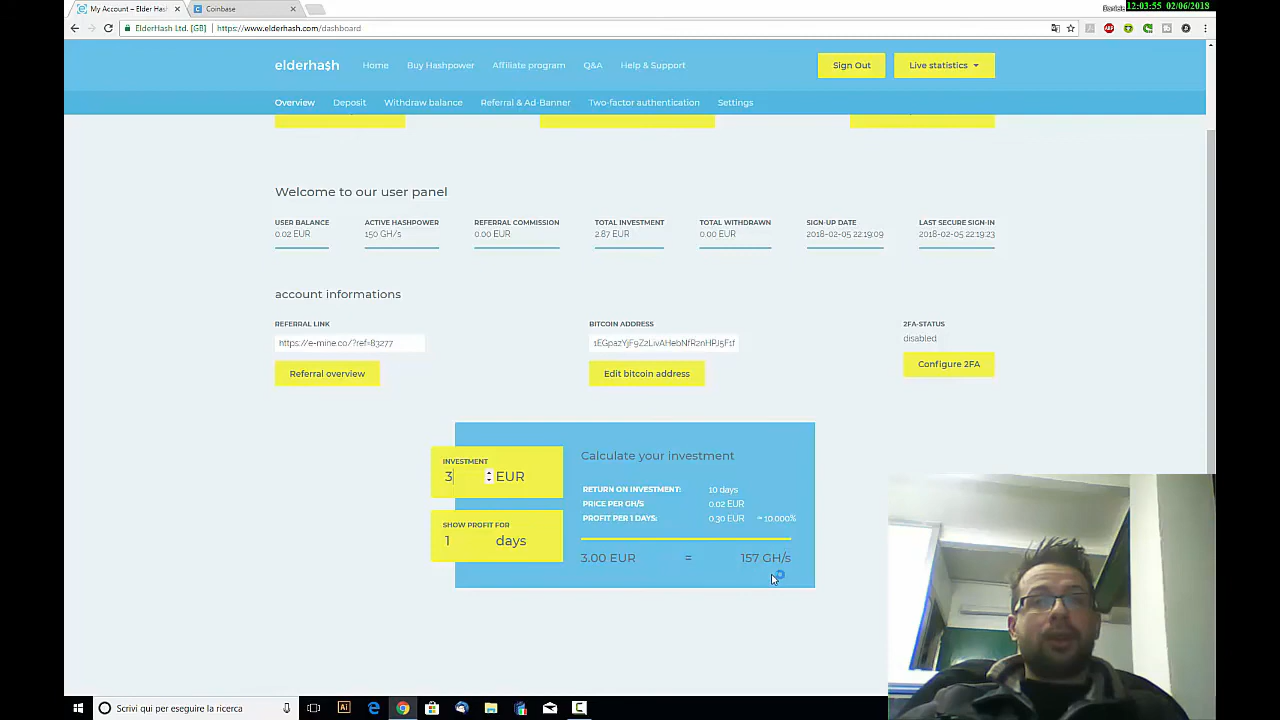 My Account – Elder Hash
Coinbase
12:03:55 02/06/2018
ElderHash Ltd. [GB] https://www.elderhash.com/dashboard
elderha$h Home Buy Hashpower Affiliate program Q&A Help & Support Sign Out Live statistics
Overview Deposit Withdraw balance Referral & Ad-Banner Two-factor authentication Settings
Welcome to our user panel
USER BALANCE ACTIVE HASHPOWER REFERRAL COMMISSION TOTAL INVESTMENT TOTAL WITHDRAWN SIGN-UP DATE LAST SECURE SIGN-IN
0.02 EUR 150 GH/s 0.00 EUR 2.87 EUR 0.00 EUR 2018-02-05 22:19:09 2018-02-05 22:19:23
account informations
REFERRAL LINK BITCOIN ADDRESS 2FA-STATUS
https://e-mine.co/?ref=83277 disabled
Referral overview Edit bitcoin address Configure 2FA
INVESTMENT
3 EUR
SHOW PROFIT FOR
1 days
Calculate your investment
RETURN ON INVESTMENT: 10 days
PRICE PER GH/S 0.02 EUR
PROFIT PER 1 DAYS: 0.30 EUR ~ 10.000%
3.00 EUR = 157 GH/s
Scrivi qui per eseguire la ricerca